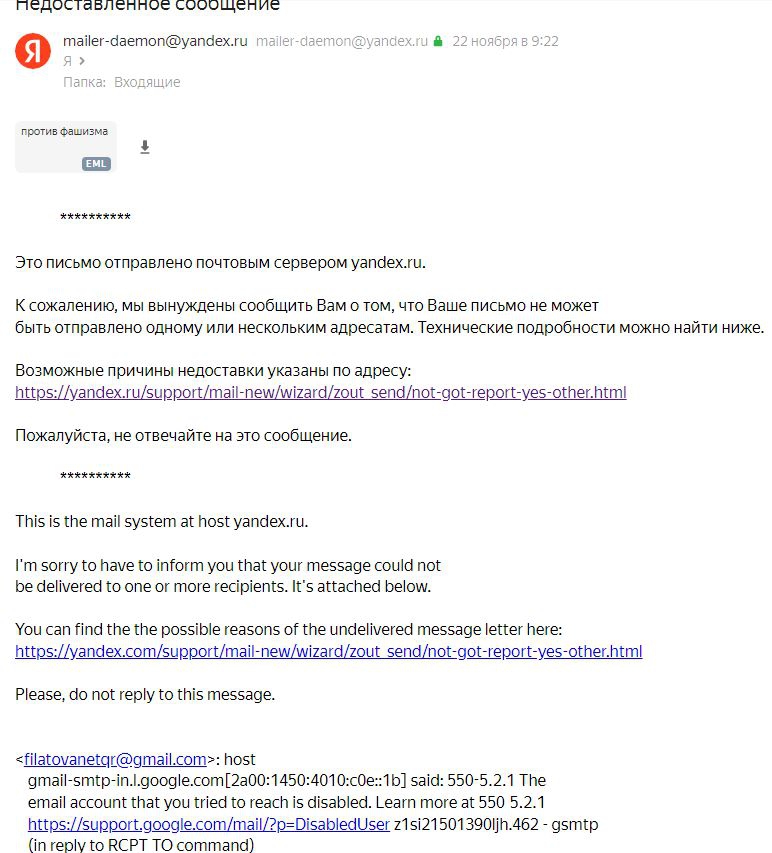 Недоставленное сообщение
Я
mailer-daemon@yandex.ru mailer-daemon@yandex.ru 22 ноября в 9:22
Я >
Папка: Входящие
против фашизма
EML
**********
Это письмо отправлено почтовым сервером yandex.ru.
К сожалению, мы вынуждены сообщить Вам о том, что Ваше письмо не может
быть отправлено одному или нескольким адресатам. Технические подробности можно найти ниже.
Возможные причины недоставки указаны по адресу:
https://yandex.ru/support/mail-new/wizard/zout_send/not-got-report-yes-other.html
Пожалуйста, не отвечайте на это сообщение.
**********
This is the mail system at host yandex.ru.
I'm sorry to have to inform you that your message could not
be delivered to one or more recipients. It's attached below.
You can find the the possible reasons of the undelivered message letter here:
https://yandex.com/support/mail-new/wizard/zout_send/not-got-report-yes-other.html
Please, do not reply to this message.
<filatovanetqr@gmail.com>: host
gmail-smtp-in.l.google.com[2a00:1450:4010:c0e::1b] said: 550-5.2.1 The
email account that you tried to reach is disabled. Learn more at 550 5.2.1
https://support.google.com/mail/?p=DisabledUser z1si21501390ljh.462 - gsmtp
(in reply to RCPT TO command)